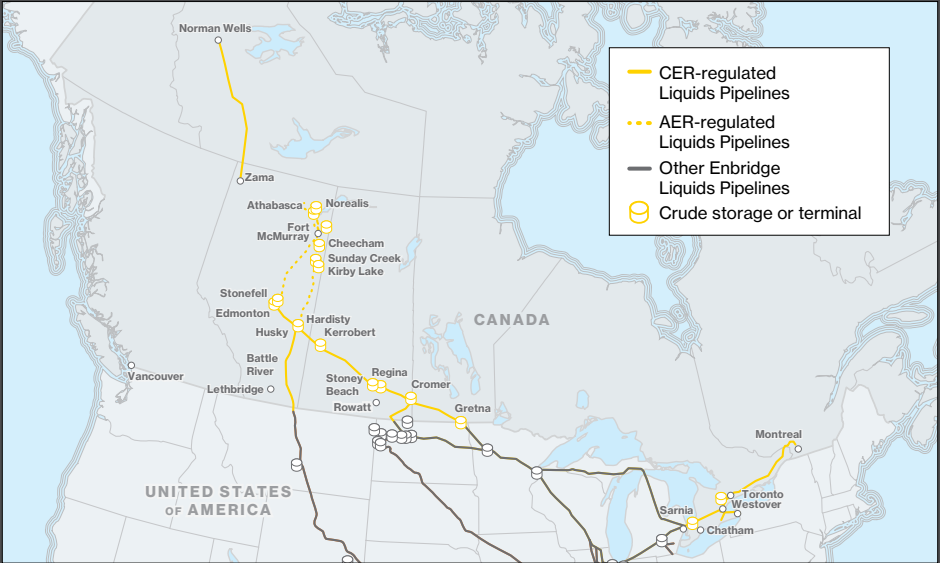 Norman Wells
CER-regulated
Liquids Pipelines
AER-regulated
Liquids Pipelines
Other Enbridge
Liquids Pipelines
Crude storage or terminal
Zama
Athabasca
Norealis
Fort
McMurray
Cheecham
Sunday Creek
Kirby Lake
Stonefell
Edmonton
Hardisty
Husky
Kerrobert
CANADA
Battle
River
Vancouver
Lethbridge
Stoney
Beach
Regina
Cromer
Rowatt
Gretna
Montreal
UNITED STATES
OF AMERICA
Toronto
Westover
Sarnia
Chatham